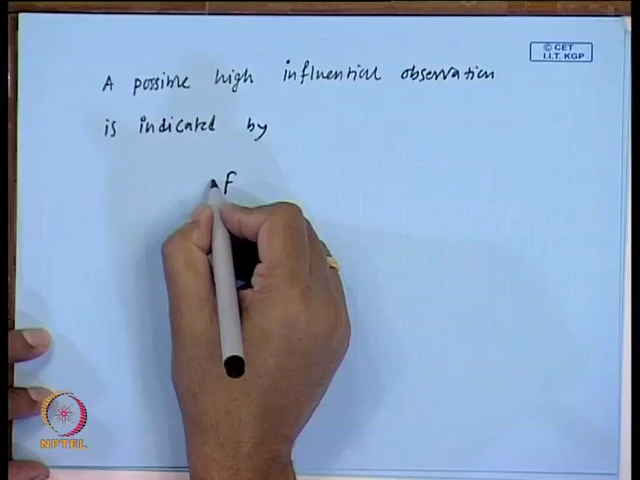 © CET
I.I.T. KGP
A possible high influential observation
is indicated by
f
NPTEL